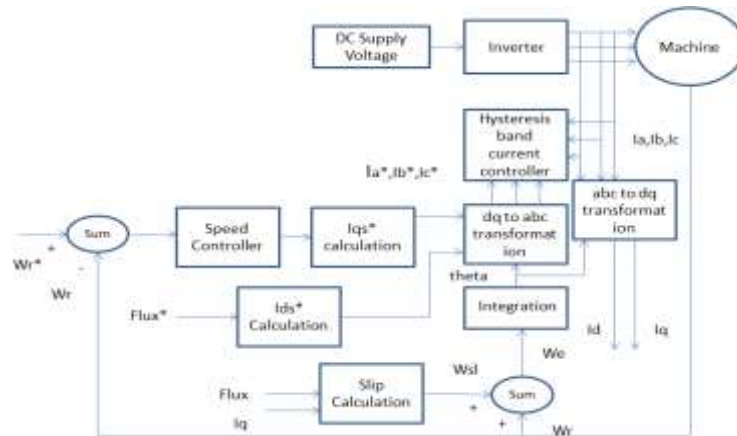 DC Supply
Voltage
Inverter
Machine
Hysteresis
band
current
controller
Ia,Ib,Ic
Ia*,Ib*,Ic*
abc to dq
transformat
ion
Sum
+
-
Wr*
Wr
Speed
Controller
Iqs*
calculation
dq to abc
transformat
ion
theta
Flux*
Ids*
Calculation
Integration
Id
Iq
We
Flux
Iq
Slip
Calculation
Wsl
+
Sum
+
Wr